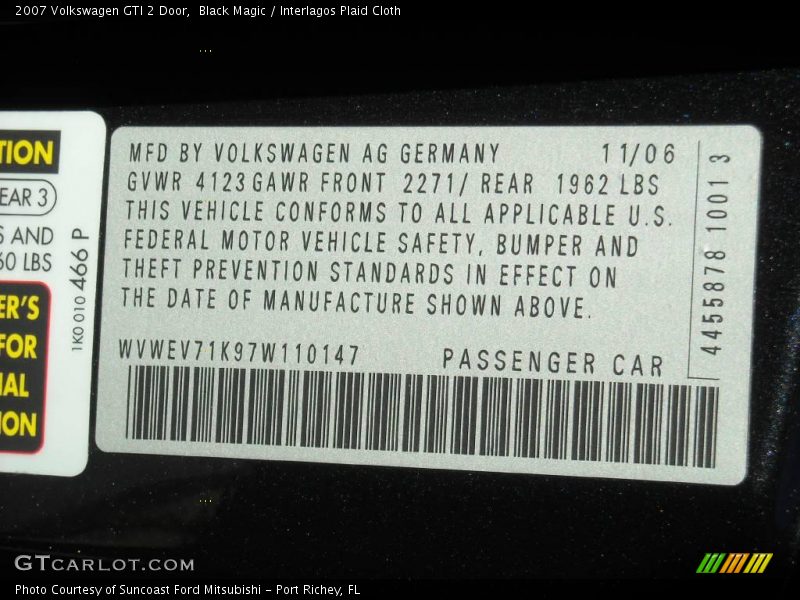 2007 Volkswagen GTI 2 Door,  Black Magic / Interlagos Plaid Cloth
TION
EAR 3
S AND
60 LBS
ER'S
FOR
IAL
ION
1K0 010 466 P
MFD BY VOLKSWAGEN AG GERMANY 11/06
GVWR 4123 GAWR FRONT 2271/ REAR 1962 LBS
THIS VEHICLE CONFORMS TO ALL APPLICABLE U.S.
FEDERAL MOTOR VEHICLE SAFETY, BUMPER AND
THEFT PREVENTION STANDARDS IN EFFECT ON
THE DATE OF MANUFACTURE SHOWN ABOVE.
WVWEV71K97W110147 PASSENGER CAR
4455878 1001 3
GTCARLOT.COM
Photo Courtesy of Suncoast Ford Mitsubishi - Port Richey, FL